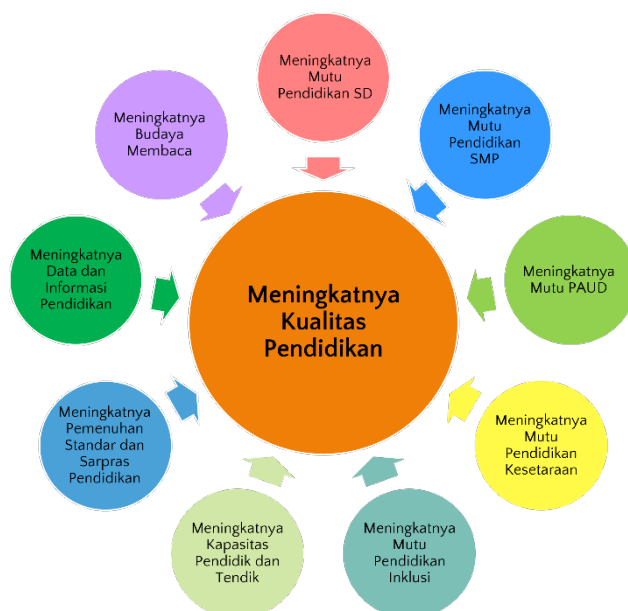 Meningkatnya
Mutu
Pendidikan SD
Meningkatnya
Mutu
Pendidikan
SMP
Meningkatnya
Mutu PAUD
Meningkatnya
Mutu
Pendidikan
Kesetaraan
Meningkatnya
Mutu
Pendidikan
Inklusi
Meningkatnya
Kapasitas
Pendidik dan
Tendik
Meningkatnya
Pemenuhan
Standar dan
Sarpras
Pendidikan
Meningkatnya
Data dan
Informasi
Pendidikan
Meningkatnya
Budaya
Membaca
Meningkatnya
Kualitas
Pendidikan